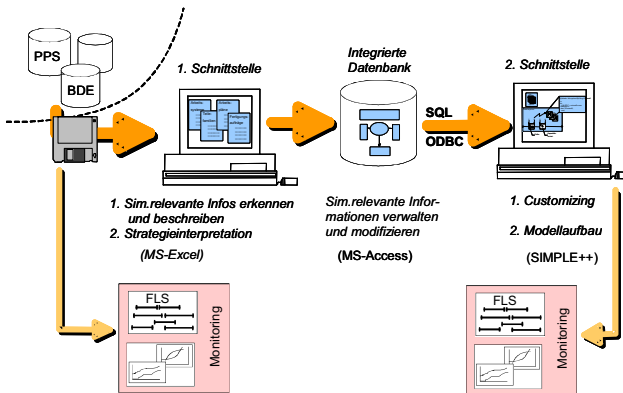 PPS
BDE
1. Schnittstelle
Integrierte
Datenbank
2. Schnittstelle
SQL
ODBC
1. Sim.relevante Infos erkennen
und beschreiben
2. Strategieinterpretation
(MS-Excel)
Sim.relevante Infor-
mationen verwalten
und modifizieren
(MS-Access)
1. Customizing
2. Modellaufbau
(SIMPLE++)
FLS
Monitoring
FLS
Monitoring